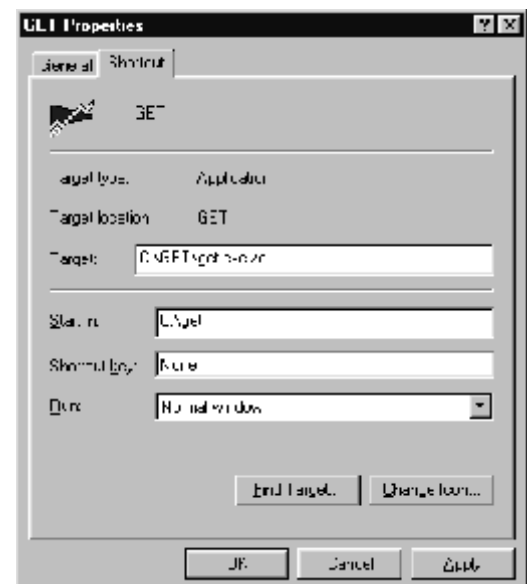 GET Properties
General Shortcut
GET
Target type: Application
Target location: GET
Target:
Start in: C:\get
Shortcut key: None
Run: Normal window
Find Target... Change Icon...
OK Cancel Apply